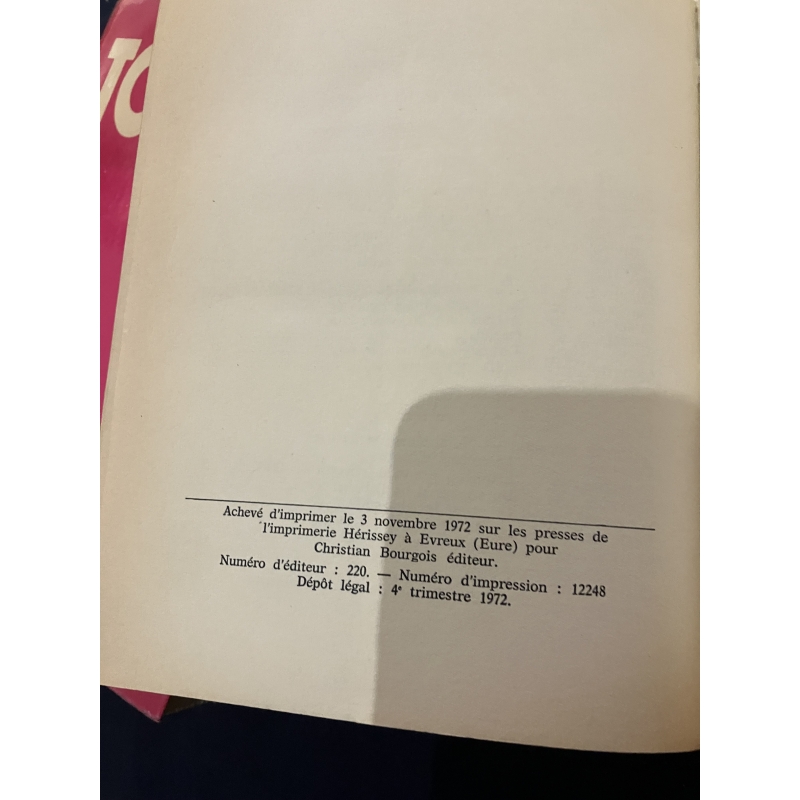 Achevé d'imprimer le 3 novembre 1972 sur les presses de
l'imprimerie Hérissey à Evreux (Eure) pour
Christian Bourgois éditeur.
Numéro d'éditeur : 220. — Numéro d'impression : 12248
Dépôt légal : 4ᵉ trimestre 1972.